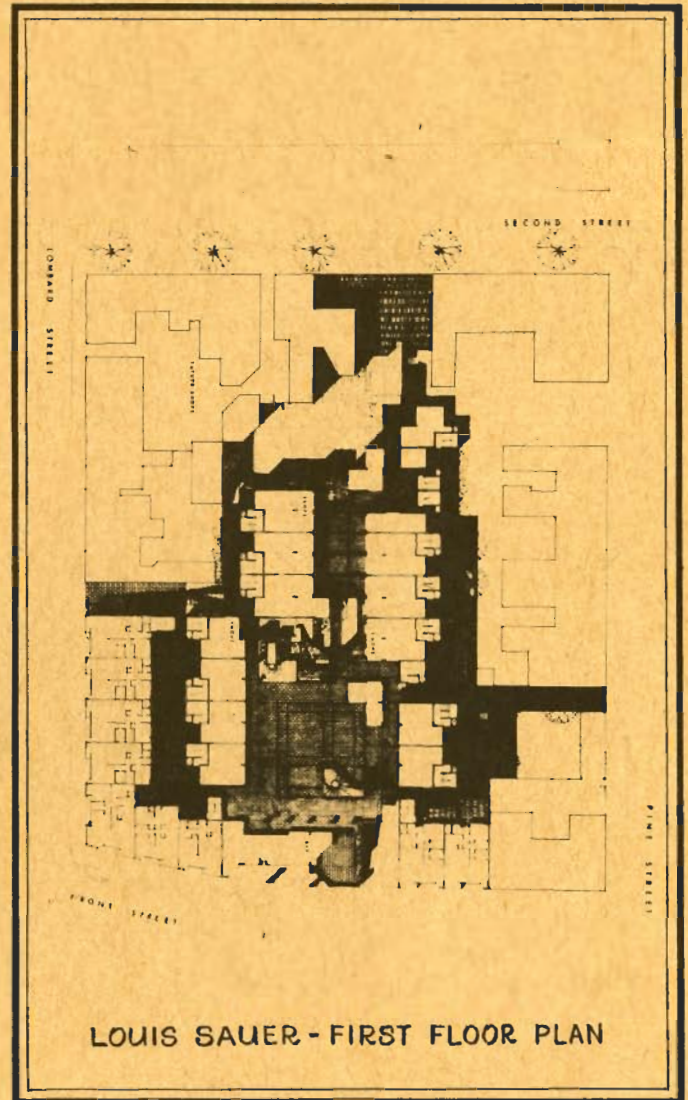 SECOND STREET
LOMBARD STREET
PINE STREET
FRONT STREET
LOUIS SAUER - FIRST FLOOR PLAN